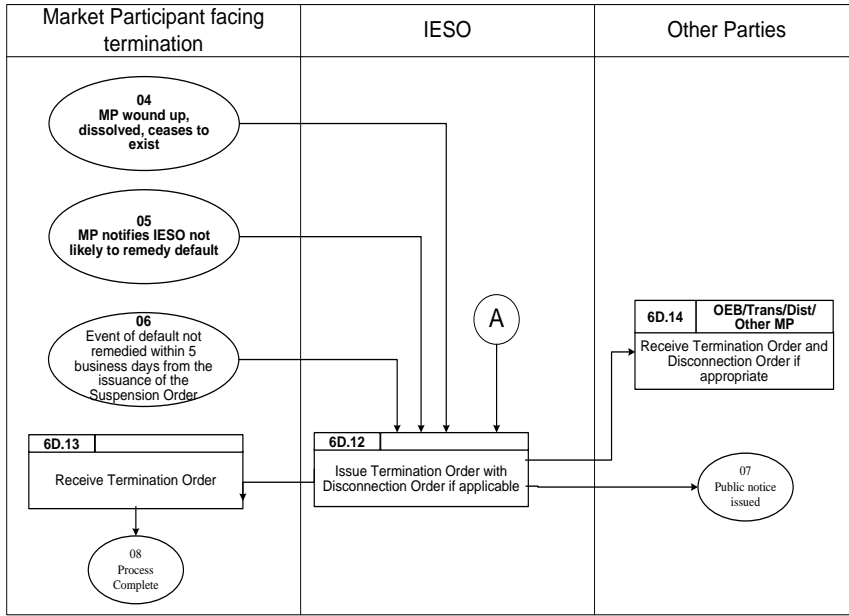 Market Participant facing
termination
IESO
Other Parties
04
MP wound up,
dissolved, ceases to
exist
05
MP notifies IESO not
likely to remedy default
06
Event of default not
remedied within 5
business days from the
issuance of the
Suspension Order
A
6D.14
OEB/Trans/Dist/
Other MP
Receive Termination Order and
Disconnection Order if
appropriate
6D.13
Receive Termination Order
6D.12
Issue Termination Order with
Disconnection Order if applicable
07
Public notice
issued
08
Process
Complete